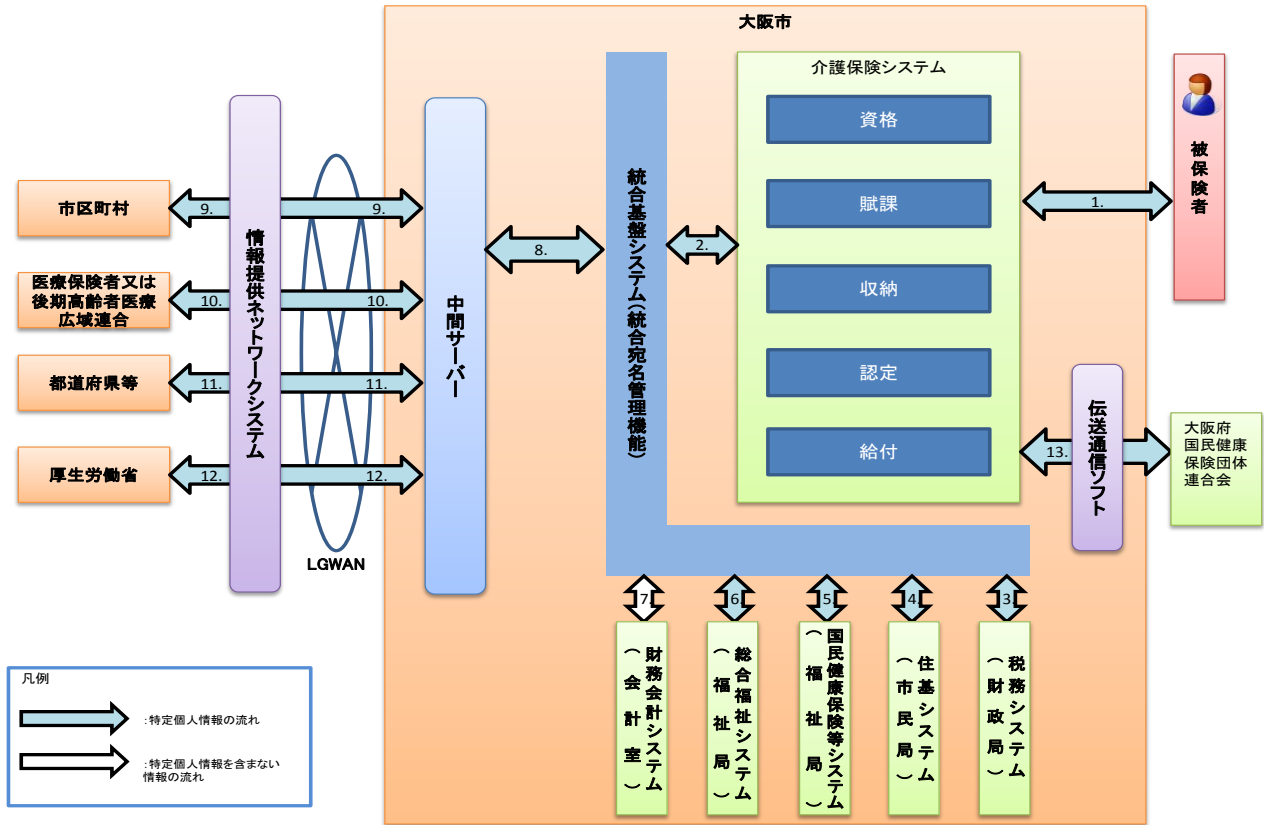 大阪市
介護保険システム
資格
賦課
収納
認定
給付
被保険者
1.
統合基盤システム(統合宛名管理機能)
2.
8.
中間サーバー
情報提供ネットワークシステム
LGWAN
市区町村
9.
9.
医療保険者又は
後期高齢者医療
広域連合
10.
10.
都道府県等
11.
11.
厚生労働省
12.
12.
13.
伝送通信ソフト
大阪府
国民健康
保険団体
連合会
7.
6.
5.
4.
3.
財務会計システム
(会計室)
総合福祉システム
(福祉局)
国民健康保険等システム
(福祉局)
住基システム
(市民局)
税務システム
(財政局)
凡例
:特定個人情報の流れ
:特定個人情報を含まない
情報の流れ